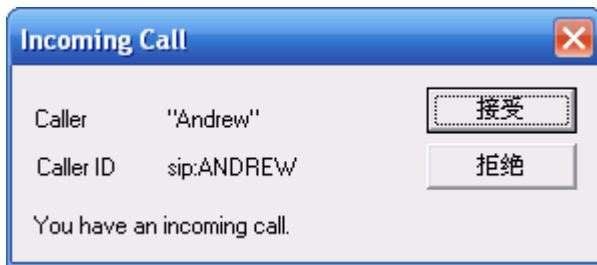 Incoming Call
Caller "Andrew" 接受
Caller ID sip:ANDREW 拒绝
You have an incoming call.